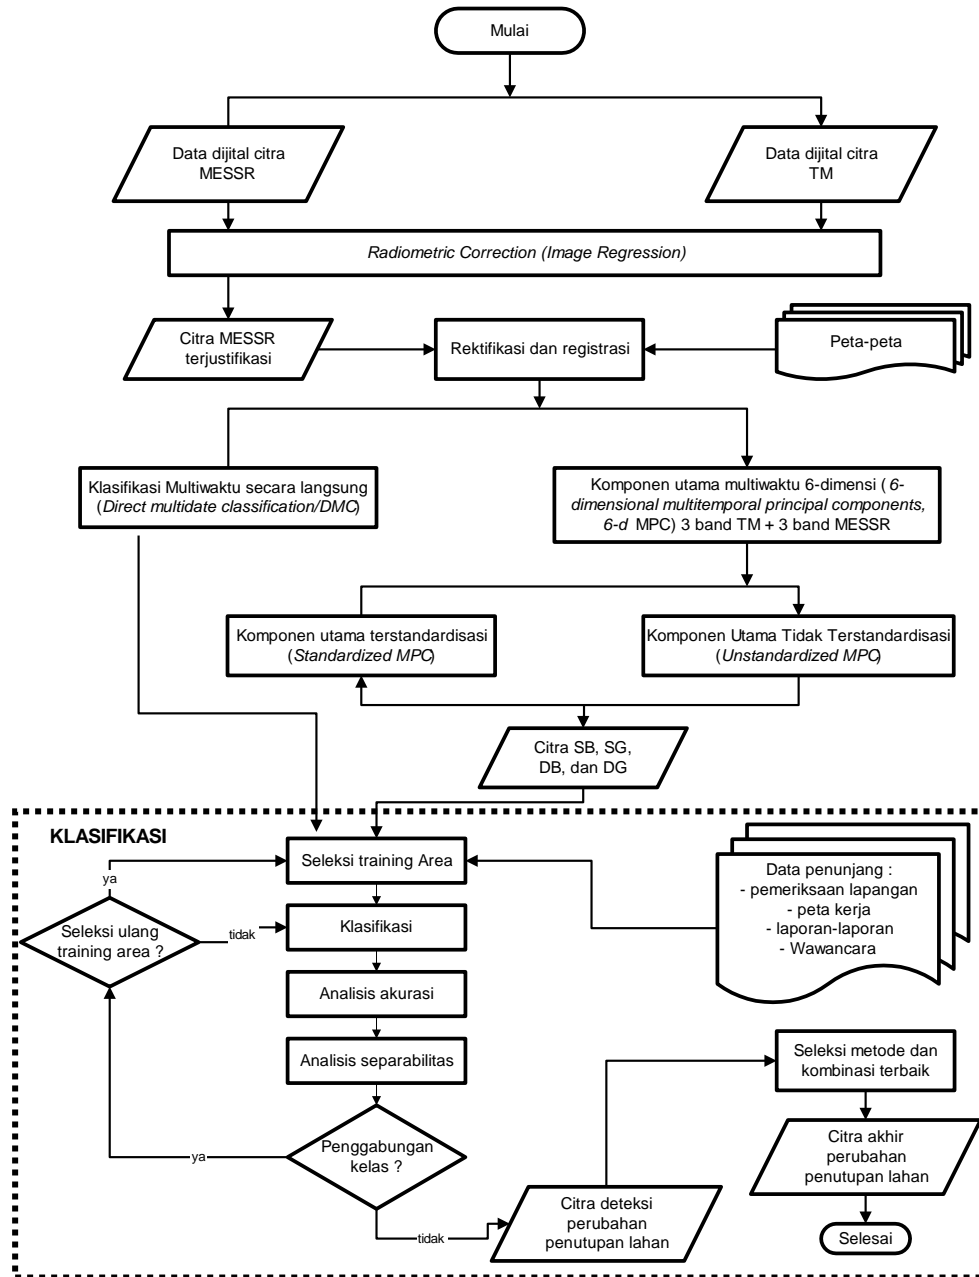 Mulai
Data dijital citra
MESSR
Data dijital citra
TM
Radiometric Correction (Image Regression)
Citra MESSR
terjustifikasi
Rektifikasi dan registrasi
Peta-peta
Klasifikasi Multiwaktu secara langsung
(Direct multidate classification/DMC)
Komponen utama multiwaktu 6-dimensi ( 6-
dimensional multitemporal principal components,
6-d MPC) 3 band TM + 3 band MESSR
Komponen utama terstandardisasi
(Standardized MPC)
Komponen Utama Tidak Terstandardisasi
(Unstandardized MPC)
Citra SB, SG,
DB, dan DG
KLASIFIKASI
Seleksi training Area
Data penunjang :
- pemeriksaan lapangan
- peta kerja
- laporan-laporan
- Wawancara
ya
Seleksi ulang
training area ?
tidak
Klasifikasi
Analisis akurasi
Analisis separabilitas
Seleksi metode dan
kombinasi terbaik
Penggabungan
kelas ?
ya
tidak
Citra deteksi
perubahan
penutupan lahan
Citra akhir
perubahan
penutupan lahan
Selesai